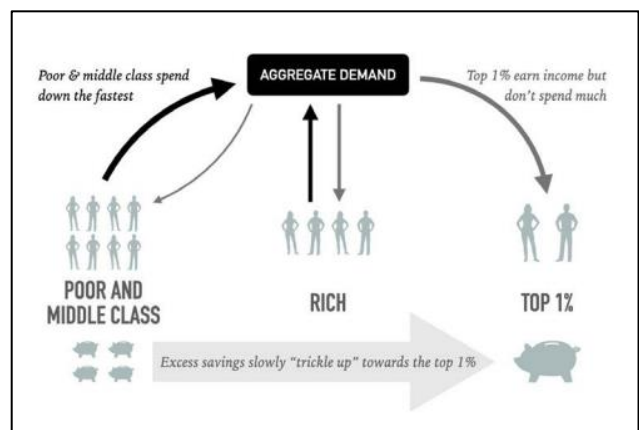 Poor & middle class spend
down the fastest
AGGREGATE DEMAND
Top 1% earn income but
don't spend much
POOR AND
MIDDLE CLASS
RICH
TOP 1%
Excess savings slowly “trickle up” towards the top 1%